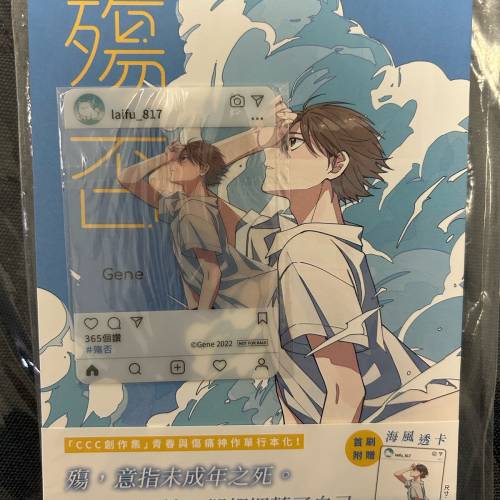 殤否
laifu_817
Gene
365個讚
#殤否
©Gene 2022
NOT FOR SALE
「CCC創作集」青春與傷痛神作單行本化！
殤，意指未成年之死。
首刷
附贈
海風透卡
laifu_817